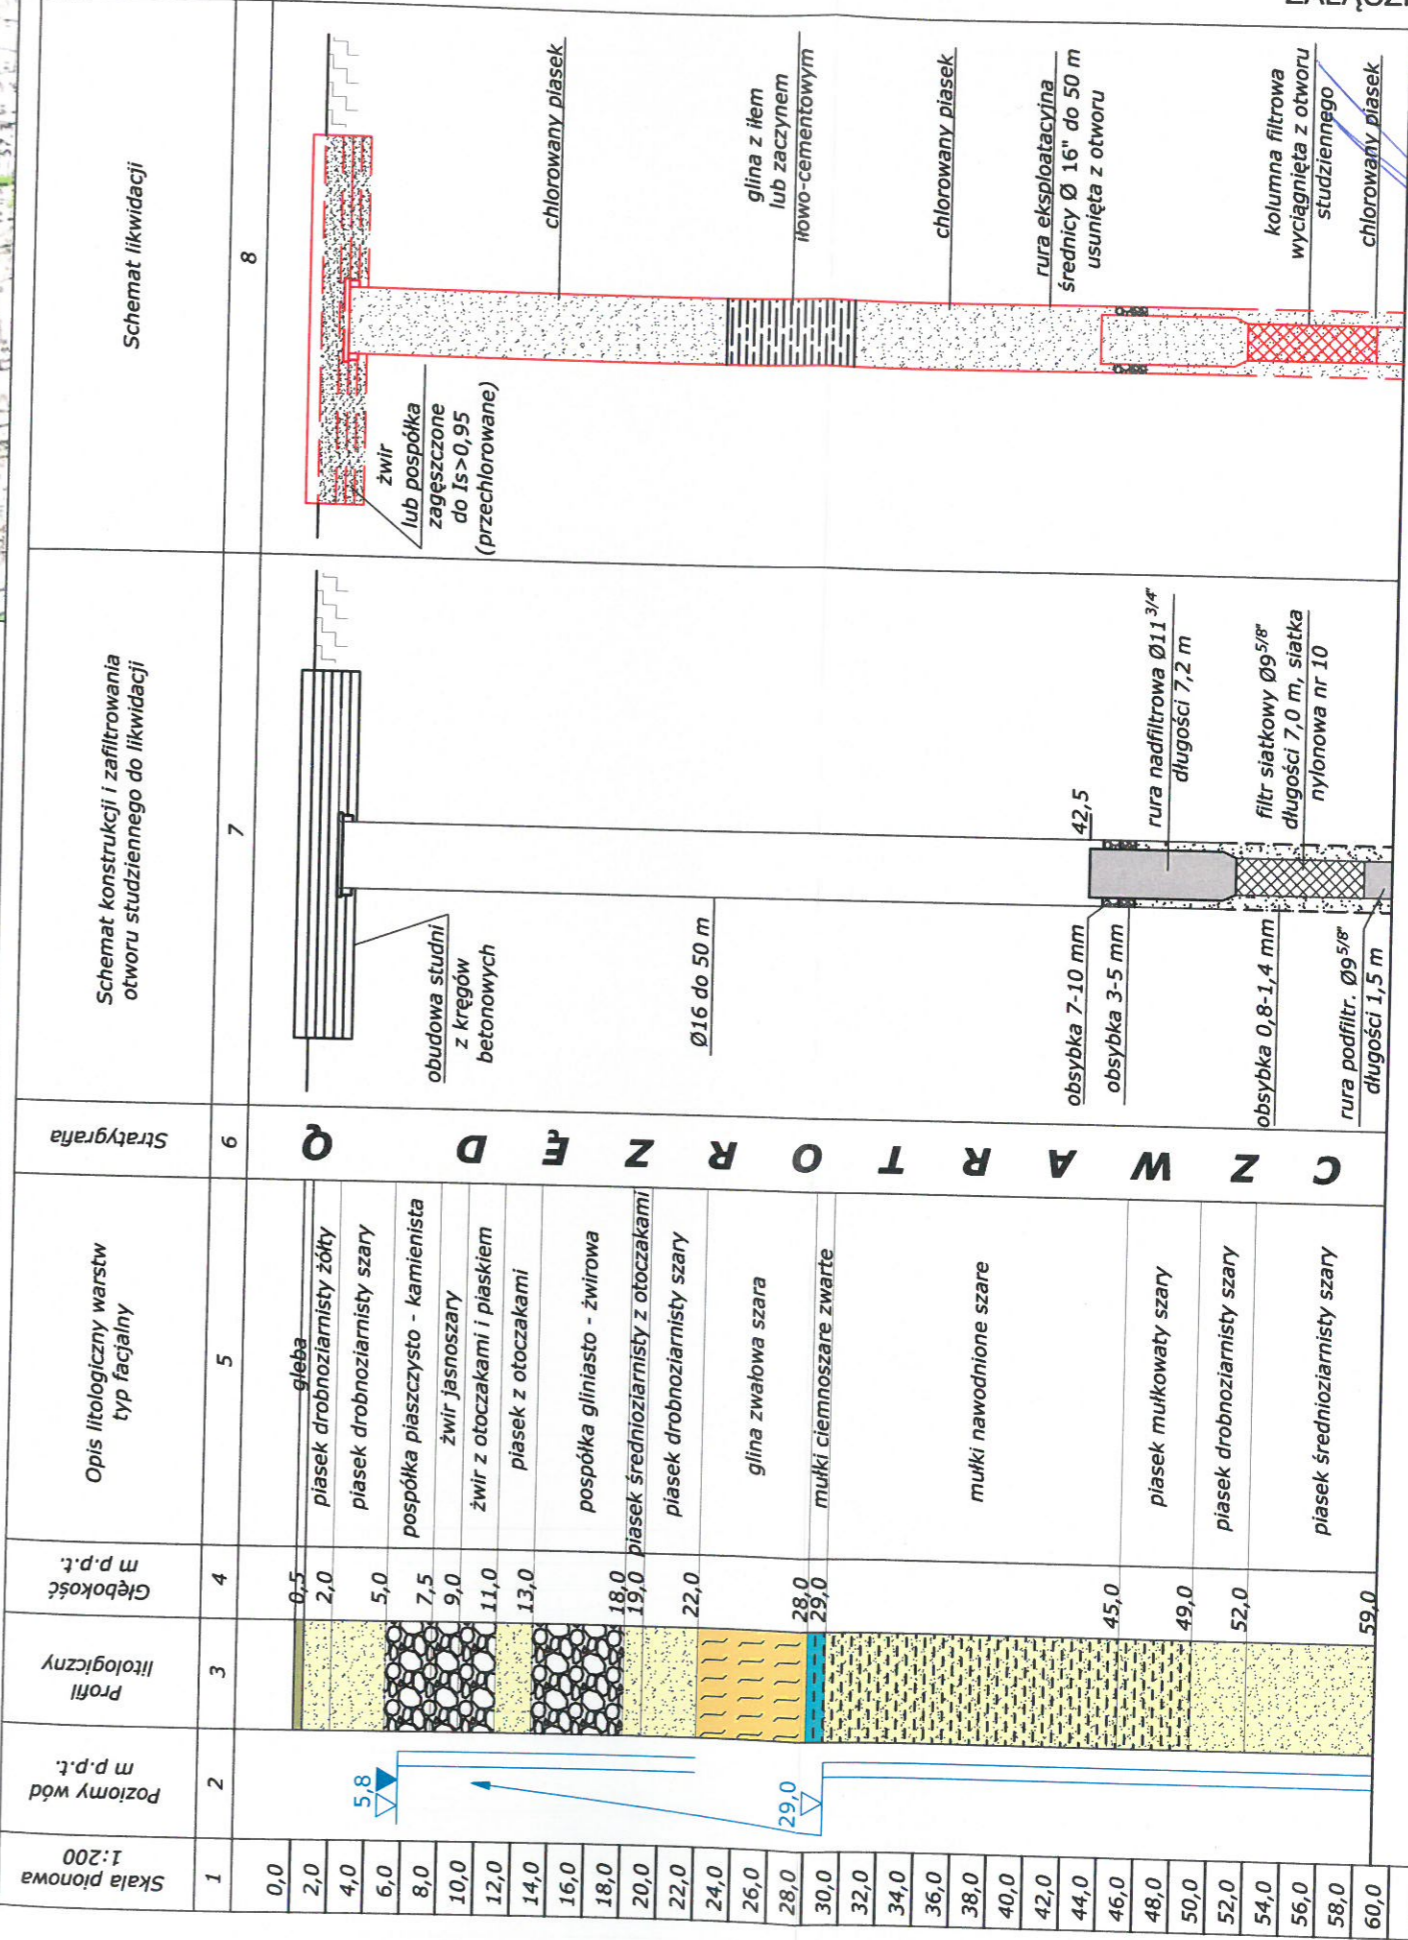 Skala pionowa
1:200
Poziomy wód
m p.p.t.
Profil
litologiczny
Głębokość
m p.p.t.
Opis litologiczny warstw
typ facjalny
Stratygrafia
Schemat konstrukcji i zafiltrowania
otworu studziennego do likwidacji
Schemat likwidacji
1
2
3
4
5
6
7
8
0,0
2,0
4,0
6,0
8,0
10,0
12,0
14,0
16,0
18,0
20,0
22,0
24,0
26,0
28,0
30,0
32,0
34,0
36,0
38,0
40,0
42,0
44,0
46,0
48,0
50,0
52,0
54,0
56,0
58,0
60,0
5,8
29,0
0,5
2,0
5,0
7,5
9,0
11,0
13,0
18,0
19,0
22,0
28,0
29,0
45,0
49,0
52,0
59,0
gleba
piasek drobnoziarnisty żółty
piasek drobnoziarnisty szary
pospółka piaszczysto - kamienista
żwir jasnoszary
żwir z otoczakami i piaskiem
piasek z otoczakami
pospółka gliniasto - żwirowa
piasek średnioziarnisty z otoczakami
piasek drobnoziarnisty szary
glina zwałowa szara
mułki ciemnoszare zwarte
mułki nawodnione szare
piasek mułkowaty szary
piasek drobnoziarnisty szary
piasek średnioziarnisty szary
C Z W A R T O R Z Ę D Q
obudowa studni
z kręgów
betonowych
Ø16 do 50 m
42,5
obsybka 7-10 mm
obsybka 3-5 mm
rura nadfiltrowa Ø11 3/4"
długości 7,2 m
obsybka 0,8-1,4 mm
filtr siatkowy Ø9 5/8"
długości 7,0 m, siatka
nylonowa nr 10
rura podfiltr. Ø9 5/8"
długości 1,5 m
żwir
lub pospółka
zagęszczone
do Is>0,95
(przechlorowane)
chlorowany piasek
glina z iłem
lub zaczynem
iłowo-cementowym
chlorowany piasek
rura eksploatacyjna
średnicy Ø 16" do 50 m
usunięta z otworu
kolumna filtrowa
wyciągnięta z otworu
studziennego
chlorowany piasek